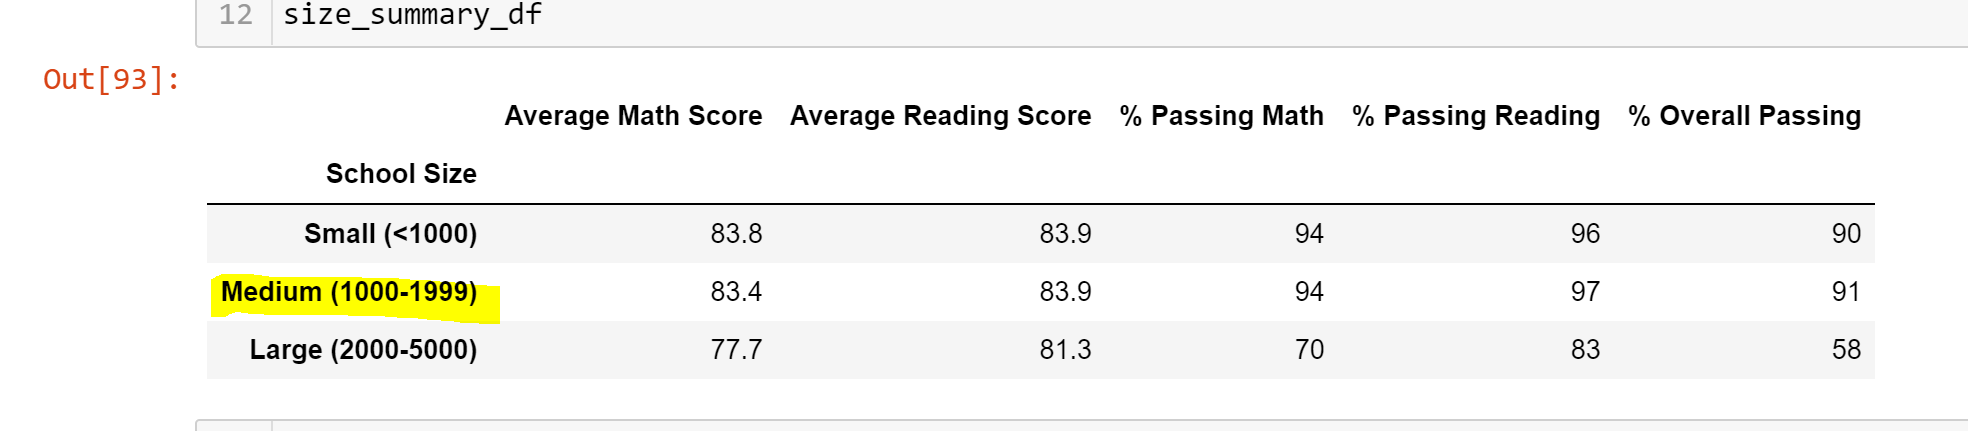 12 size_summary_df
Out[93]:
Average Math Score Average Reading Score % Passing Math % Passing Reading % Overall Passing
School Size
Small (<1000) 83.8 83.9 94 96 90
Medium (1000-1999) 83.4 83.9 94 97 91
Large (2000-5000) 77.7 81.3 70 83 58